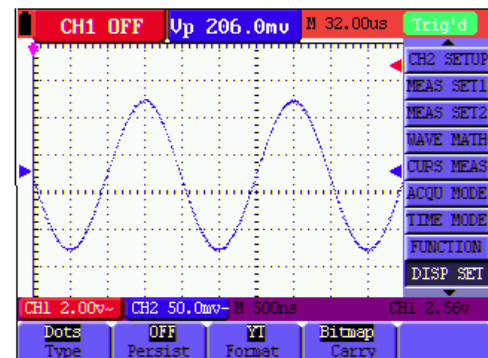 CH1 OFF Vp 206.0mv M 32.00us Trig'd
CH2 SETUP
MEAS SET1
MEAS SET2
WAVE MATH
CURS MEAS
ACQU MODE
TIME MODE
FUNCTION
DISP SET
CH1 2.00v~ CH2 50.0mv- M 500ns CH1 2.56v
Dots OFF YT Bitmap
Type Persist Format Carry